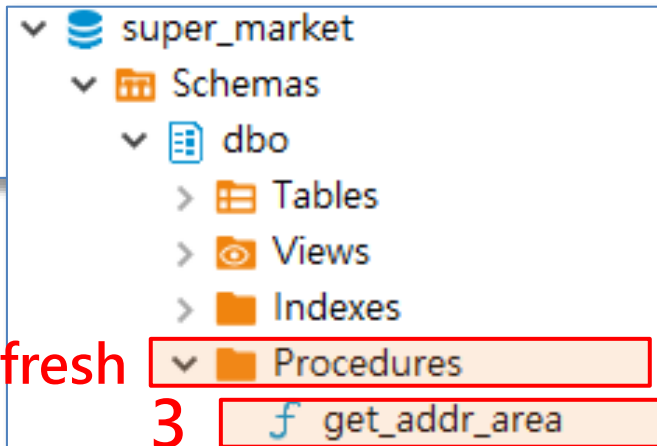 super_market
Schemas
dbo
Tables
Views
Indexes
fresh Procedures
3 get_addr_area